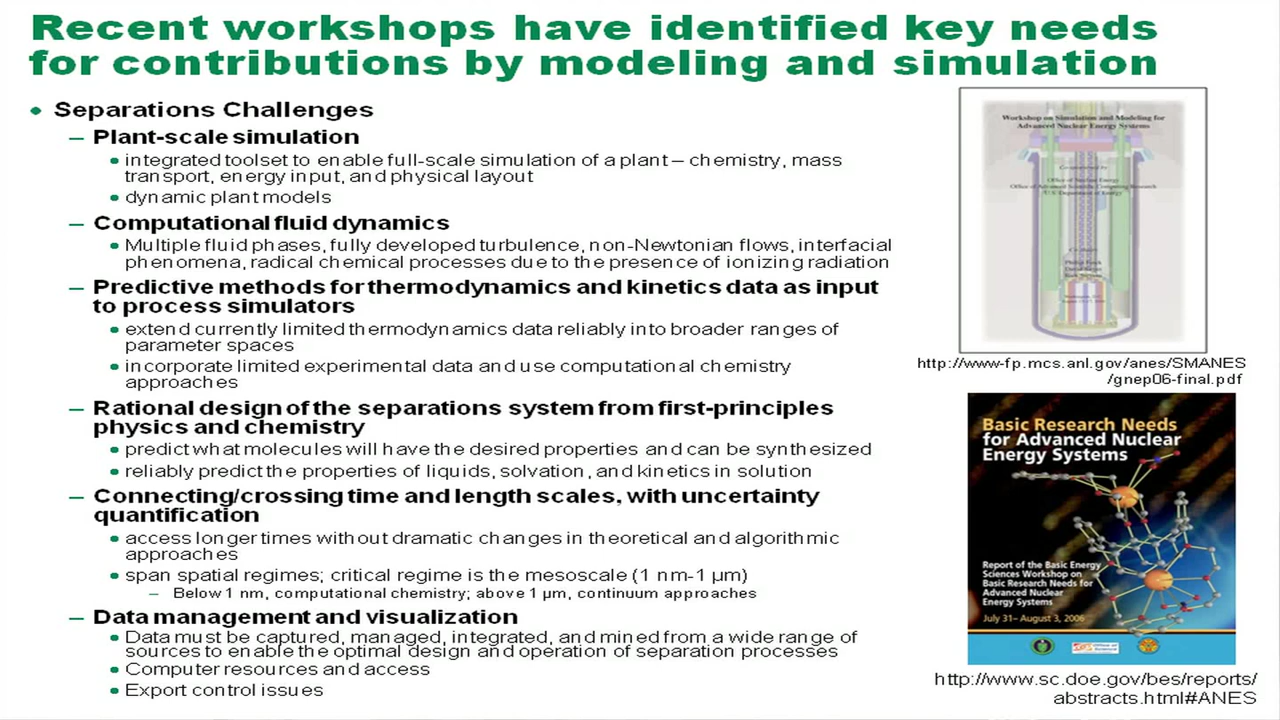 Recent workshops have identified key needs
for contributions by modeling and simulation
• Separations Challenges
– Plant-scale simulation
• integrated toolset to enable full-scale simulation of a plant – chemistry, mass
transport, energy input, and physical layout
• dynamic plant models
– Computational fluid dynamics
• Multiple fluid phases, fully developed turbulence, non-Newtonian flows, interfacial
phenomena, radical chemical processes due to the presence of ionizing radiation
– Predictive methods for thermodynamics and kinetics data as input
to process simulators
• extend currently limited thermodynamics data reliably into broader ranges of
parameter spaces
• incorporate limited experimental data and use computational chemistry
approaches
– Rational design of the separations system from first-principles
physics and chemistry
• predict what molecules will have the desired properties and can be synthesized
• reliably predict the properties of liquids, solvation, and kinetics in solution
– Connecting/crossing time and length scales, with uncertainty
quantification
• access longer times without dramatic changes in theoretical and algorithmic
approaches
• span spatial regimes; critical regime is the mesoscale (1 nm-1 µm)
– Below 1 nm, computational chemistry; above 1 µm, continuum approaches
– Data management and visualization
• Data must be captured, managed, integrated, and mined from a wide range of
sources to enable the optimal design and operation of separation processes
• Computer resources and access
• Export control issues
Workshop on Simulation and Modeling for
Advanced Nuclear Energy Systems
Office of Nuclear Energy
Office of Advanced Scientific Computing Research
U.S. Department of Energy
http://www-fp.mcs.anl.gov/anes/SMANES
/gnep06-final.pdf
Basic Research Needs
for Advanced Nuclear
Energy Systems
Report of the Basic Energy
Sciences Workshop on
Basic Research Needs for
Advanced Nuclear
Energy Systems
July 31– August 3, 2006
http://www.sc.doe.gov/bes/reports/
abstracts.html#ANES